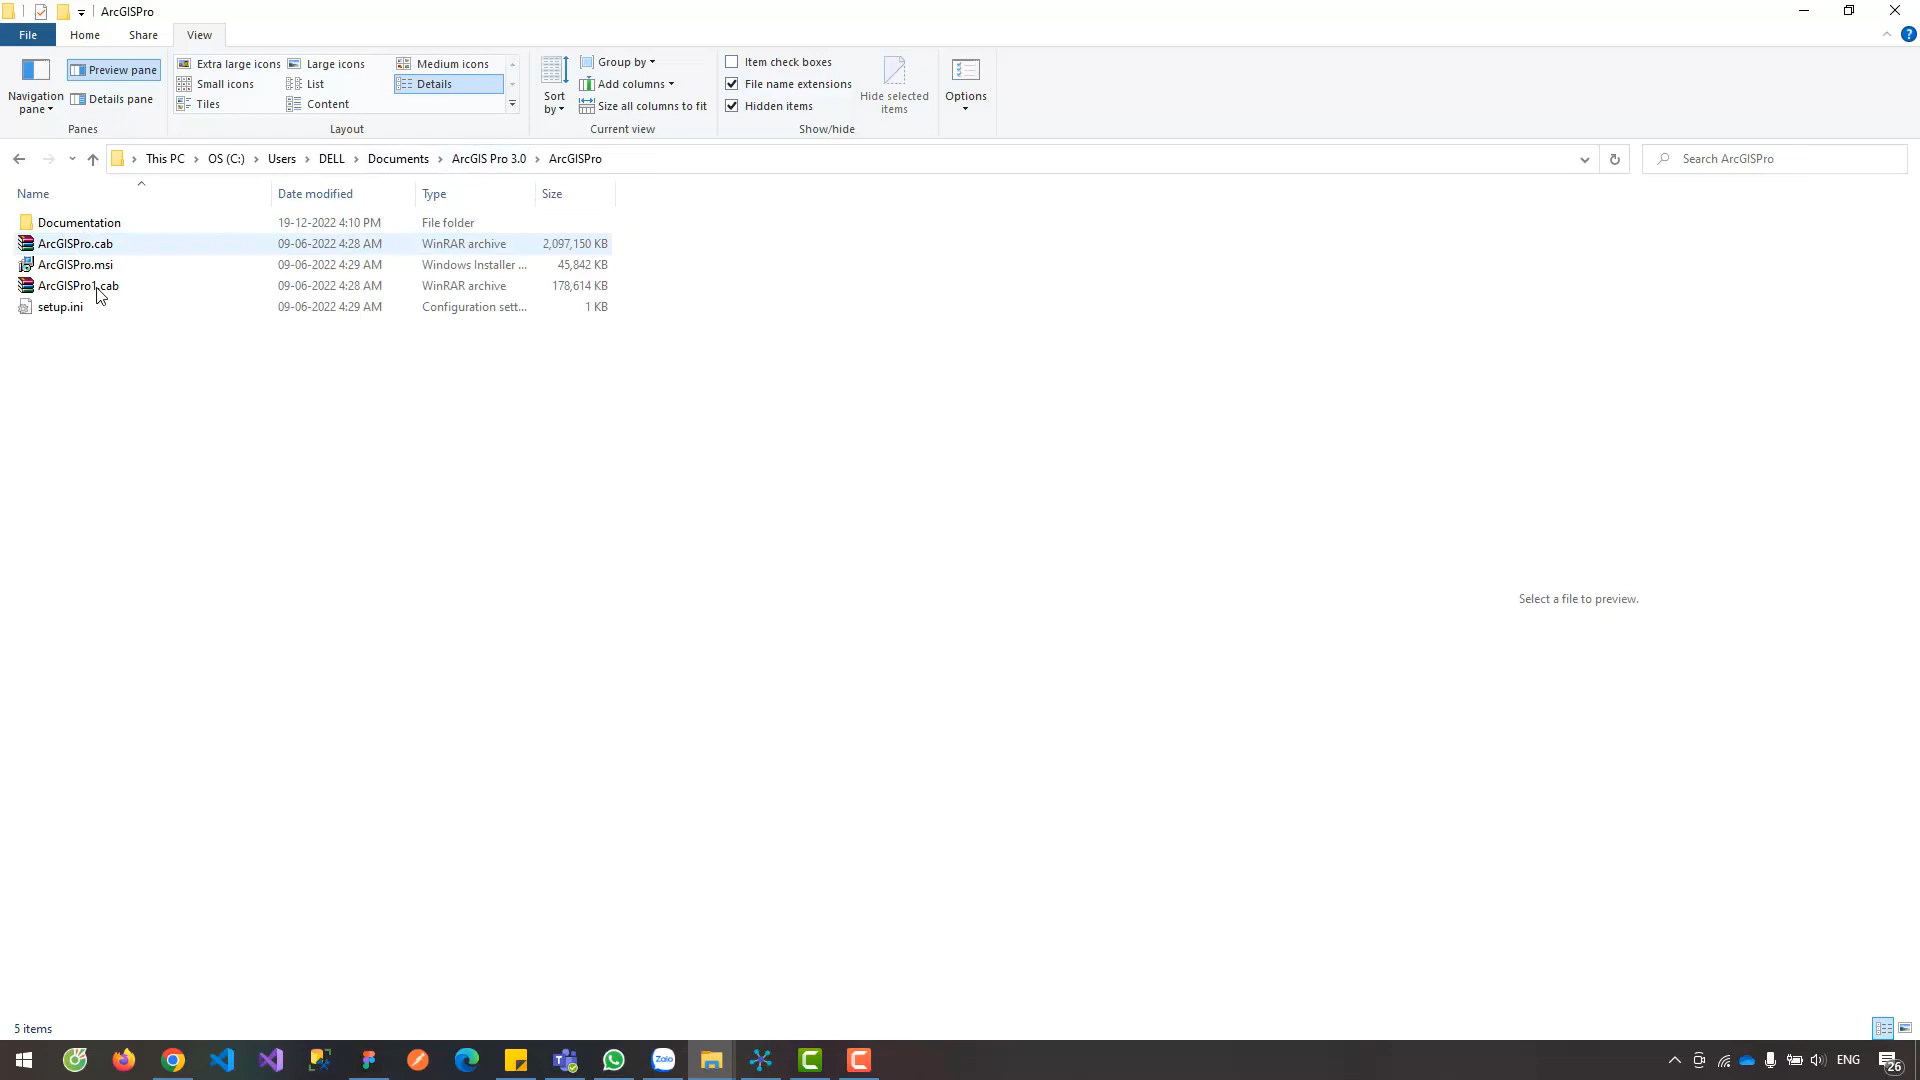 ArcGISPro
File Home Share View
Navigation pane
Preview pane
Details pane
Panes
Extra large icons Large icons Medium icons
Small icons List Details
Tiles Content
Layout
Sort by
Group by
Add columns
Size all columns to fit
Current view
Item check boxes
File name extensions
Hidden items
Hide selected items
Show/hide
Options
This PC › OS (C:) › Users › DELL › Documents › ArcGIS Pro 3.0 › ArcGISPro
Search ArcGISPro
Name Date modified Type Size
Documentation 19-12-2022 4:10 PM File folder
ArcGISPro.cab 09-06-2022 4:28 AM WinRAR archive 2,097,150 KB
ArcGISPro.msi 09-06-2022 4:29 AM Windows Installer ... 45,842 KB
ArcGISPro1.cab 09-06-2022 4:28 AM WinRAR archive 178,614 KB
setup.ini 09-06-2022 4:29 AM Configuration sett... 1 KB
Select a file to preview.
5 items
Zalo
ENG
26